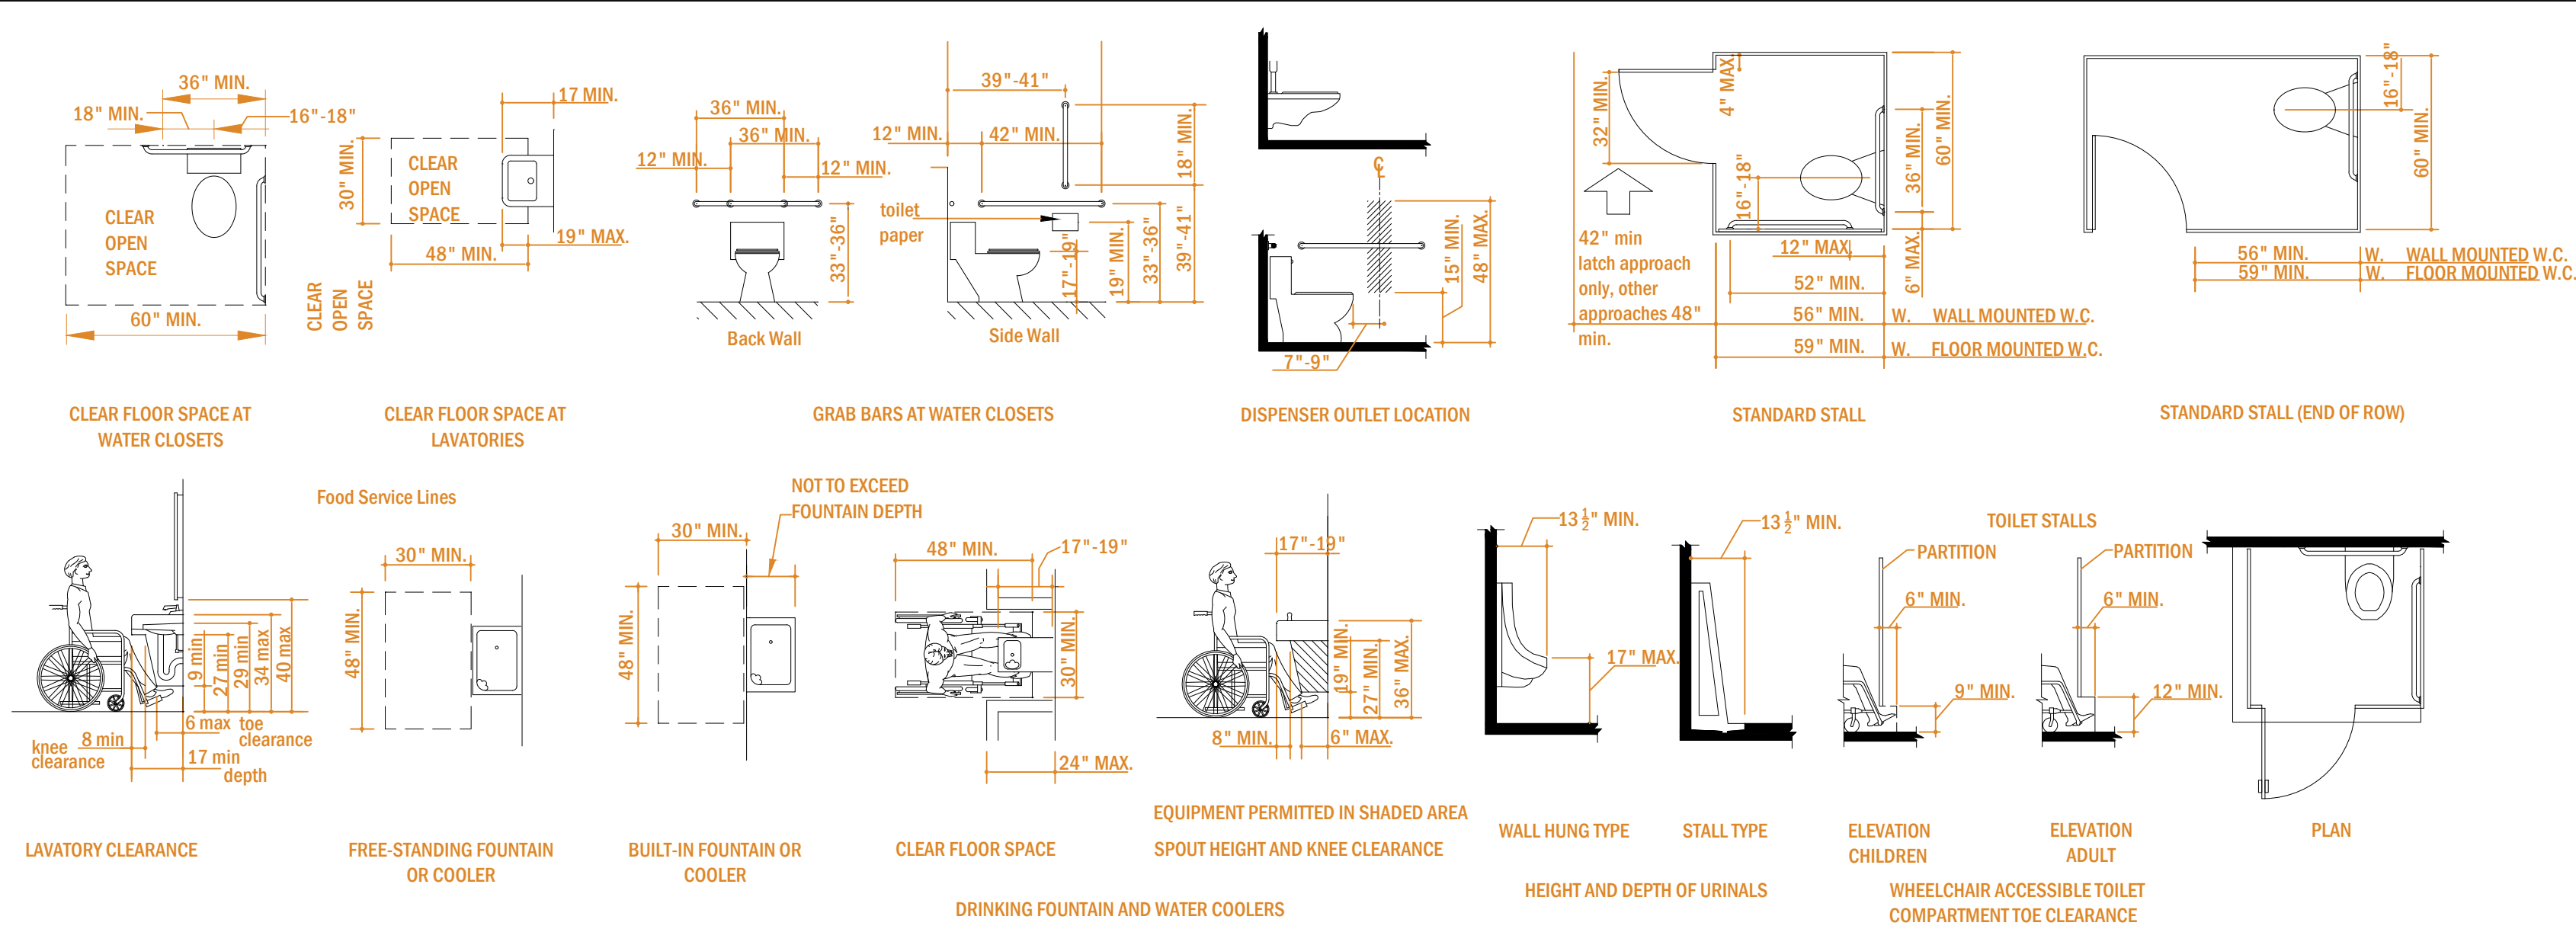 36" MIN.
18" MIN.
16"-18"
CLEAR
OPEN
SPACE
60" MIN.
CLEAR FLOOR SPACE AT
WATER CLOSETS
17 MIN.
30" MIN.
CLEAR
OPEN
SPACE
19" MAX.
48" MIN.
CLEAR
OPEN
SPACE
CLEAR FLOOR SPACE AT
LAVATORIES
36" MIN.
36" MIN.
12" MIN.
12" MIN.
33"-36"
Back Wall
39"-41"
12" MIN.
42" MIN.
18" MIN.
toilet
paper
17"-19"
19" MIN.
33"-36"
39"-41"
Side Wall
GRAB BARS AT WATER CLOSETS
℄
15" MIN.
48" MAX.
7"-9"
DISPENSER OUTLET LOCATION
32" MIN.
4" MAX.
16"-18"
36" MIN.
60" MIN.
6" MAX.
42" min
latch approach
only, other
approaches 48"
min.
12" MAX.
52" MIN.
56" MIN. W. WALL MOUNTED W.C.
59" MIN. W. FLOOR MOUNTED W.C.
STANDARD STALL
16"-18"
60" MIN.
56" MIN. W. WALL MOUNTED W.C.
59" MIN. W. FLOOR MOUNTED W.C.
STANDARD STALL (END OF ROW)
9 min
27 min
29 min
34 max
40 max
6 max toe
clearance
knee
clearance
8 min
17 min
depth
LAVATORY CLEARANCE
Food Service Lines
30" MIN.
48" MIN.
FREE-STANDING FOUNTAIN
OR COOLER
NOT TO EXCEED
FOUNTAIN DEPTH
30" MIN.
48" MIN.
BUILT-IN FOUNTAIN OR
COOLER
48" MIN.
17"-19"
30" MIN.
24" MAX.
CLEAR FLOOR SPACE
17"-19"
19" MIN.
27" MIN.
36" MAX.
8" MIN.
6" MAX.
EQUIPMENT PERMITTED IN SHADED AREA
SPOUT HEIGHT AND KNEE CLEARANCE
DRINKING FOUNTAIN AND WATER COOLERS
13 1/2" MIN.
17" MAX.
WALL HUNG TYPE
13 1/2" MIN.
STALL TYPE
HEIGHT AND DEPTH OF URINALS
TOILET STALLS
PARTITION
6" MIN.
9" MIN.
ELEVATION
CHILDREN
PARTITION
6" MIN.
12" MIN.
ELEVATION
ADULT
PLAN
WHEELCHAIR ACCESSIBLE TOILET
COMPARTMENT TOE CLEARANCE